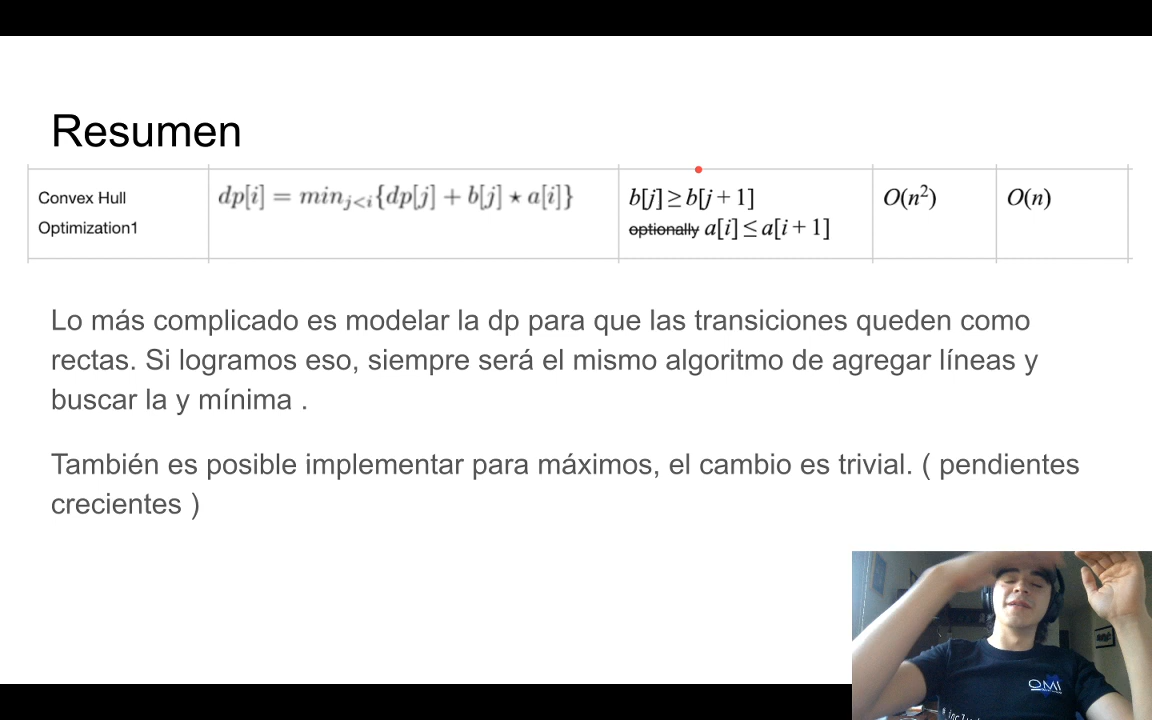 Resumen
Convex Hull
Optimization1
dp[i] = min_{j<i}{dp[j] + b[j] ⋆ a[i]}
b[j] ≥ b[j + 1]
optionally a[i] ≤ a[i + 1]
O(n²)
O(n)
Lo más complicado es modelar la dp para que las transiciones queden como
rectas. Si logramos eso, siempre será el mismo algoritmo de agregar líneas y
buscar la y mínima .
También es posible implementar para máximos, el cambio es trivial. ( pendientes
crecientes )
OMI